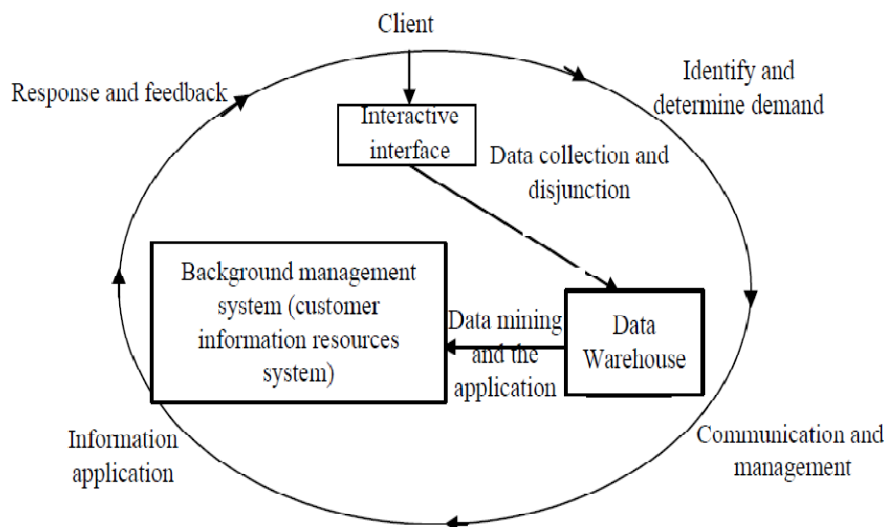 Client
Response and feedback
Identify and
determine demand
Interactive
interface
Data collection and
disjunction
Background management
system (customer
information resources
system)
Data mining
and the
application
Data
Warehouse
Information
application
Communication and
management